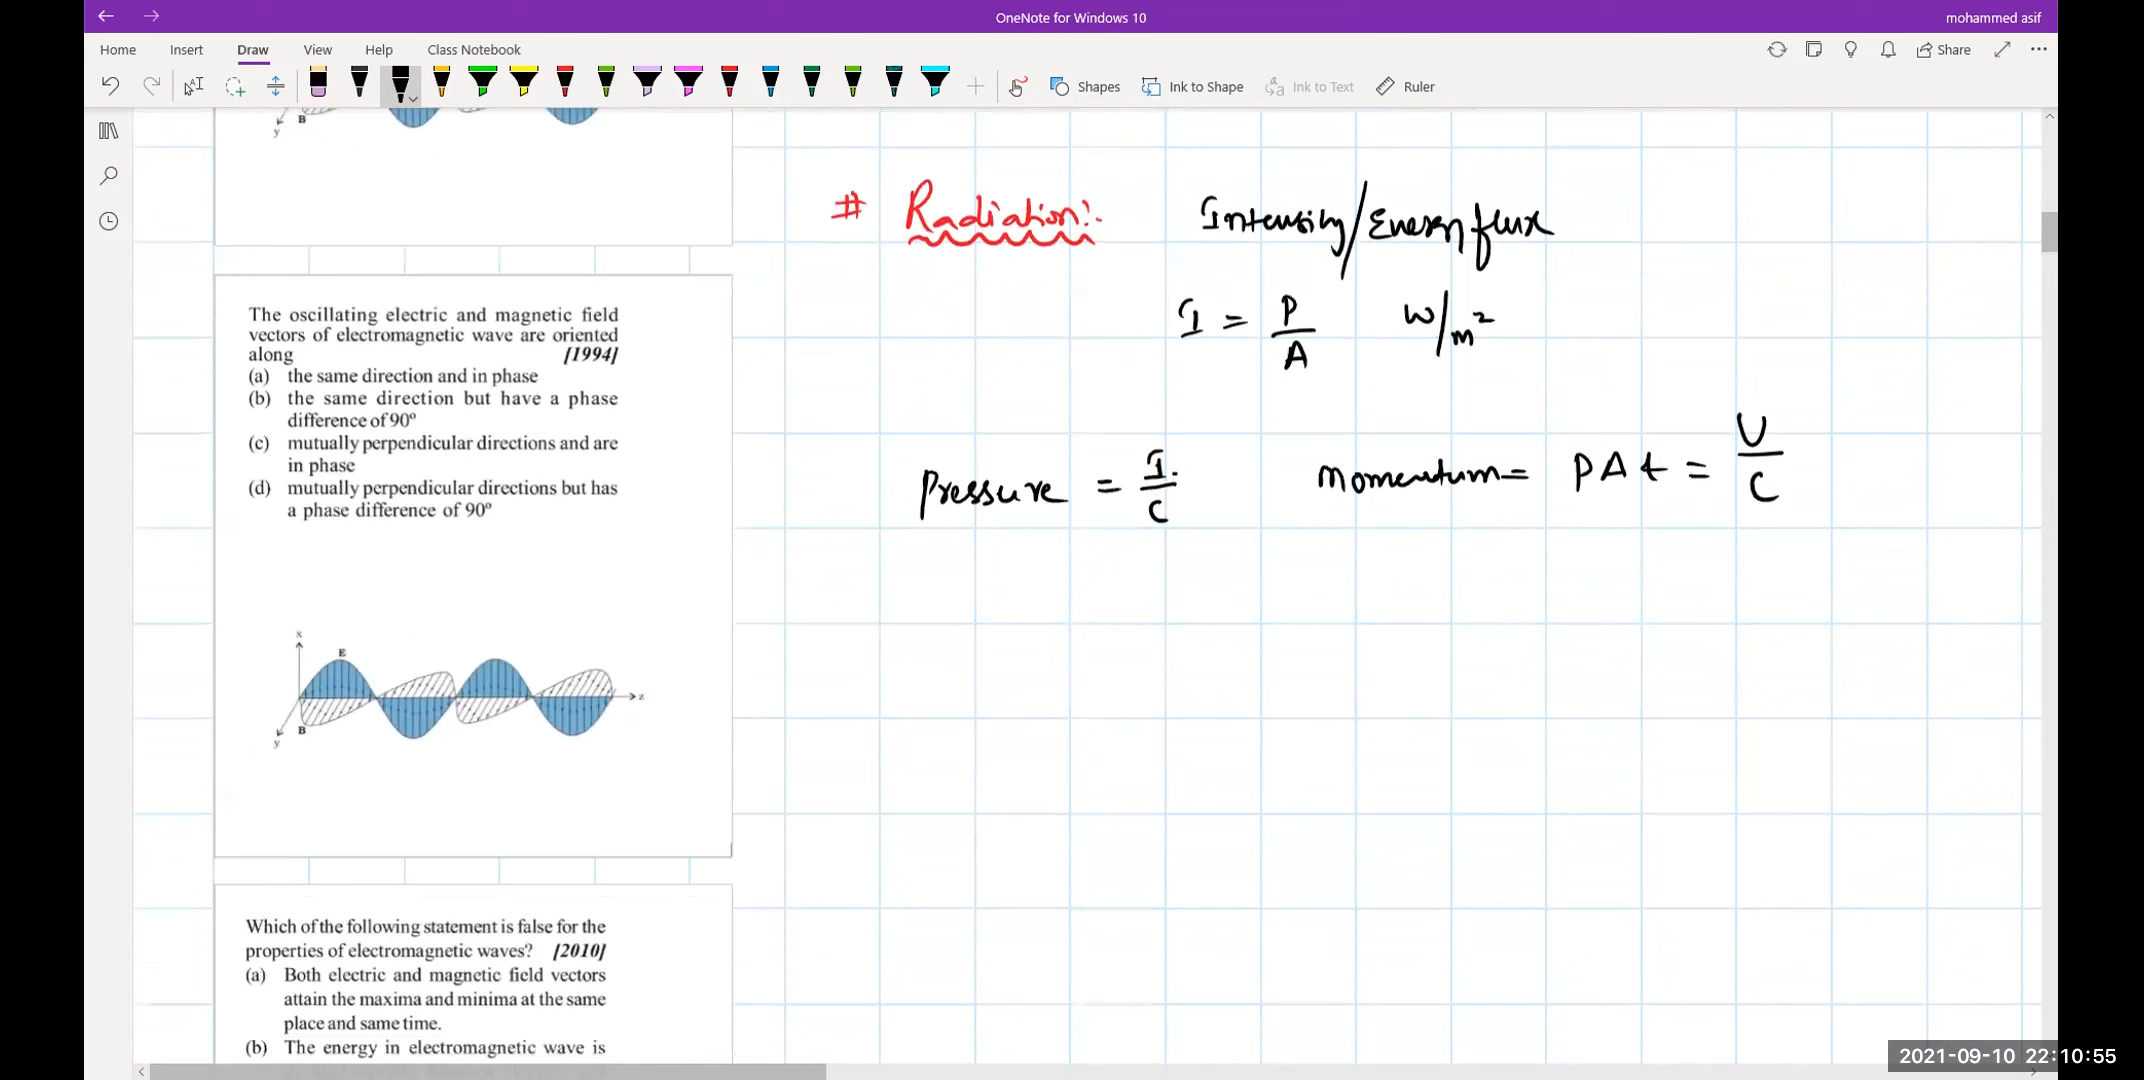 OneNote for Windows 10
mohammed asif
Home Insert Draw View Help Class Notebook
Share
Shapes Ink to Shape Ink to Text Ruler
y B
The oscillating electric and magnetic field
vectors of electromagnetic wave are oriented
along [1994]
(a) the same direction and in phase
(b) the same direction but have a phase
difference of 90°
(c) mutually perpendicular directions and are
in phase
(d) mutually perpendicular directions but has
a phase difference of 90°
x
E
z
B
y
Which of the following statement is false for the
properties of electromagnetic waves? [2010]
(a) Both electric and magnetic field vectors
attain the maxima and minima at the same
place and same time.
(b) The energy in electromagnetic wave is
# Radiation:- Intensity/Energy flux
I = P/A W/m²
Pressure = I/C Momentum = PAt = U/C
2021-09-10 22:10:55